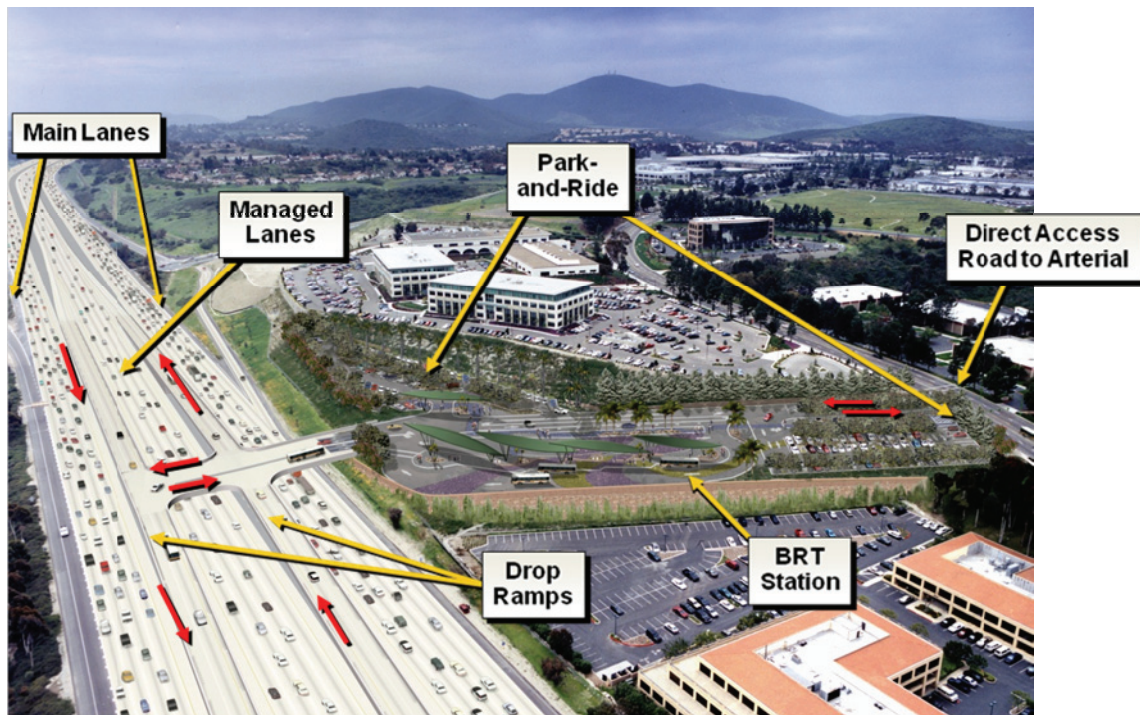 Main Lanes
Managed
Lanes
Park-
and-Ride
Direct Access
Road to Arterial
Drop
Ramps
BRT
Station